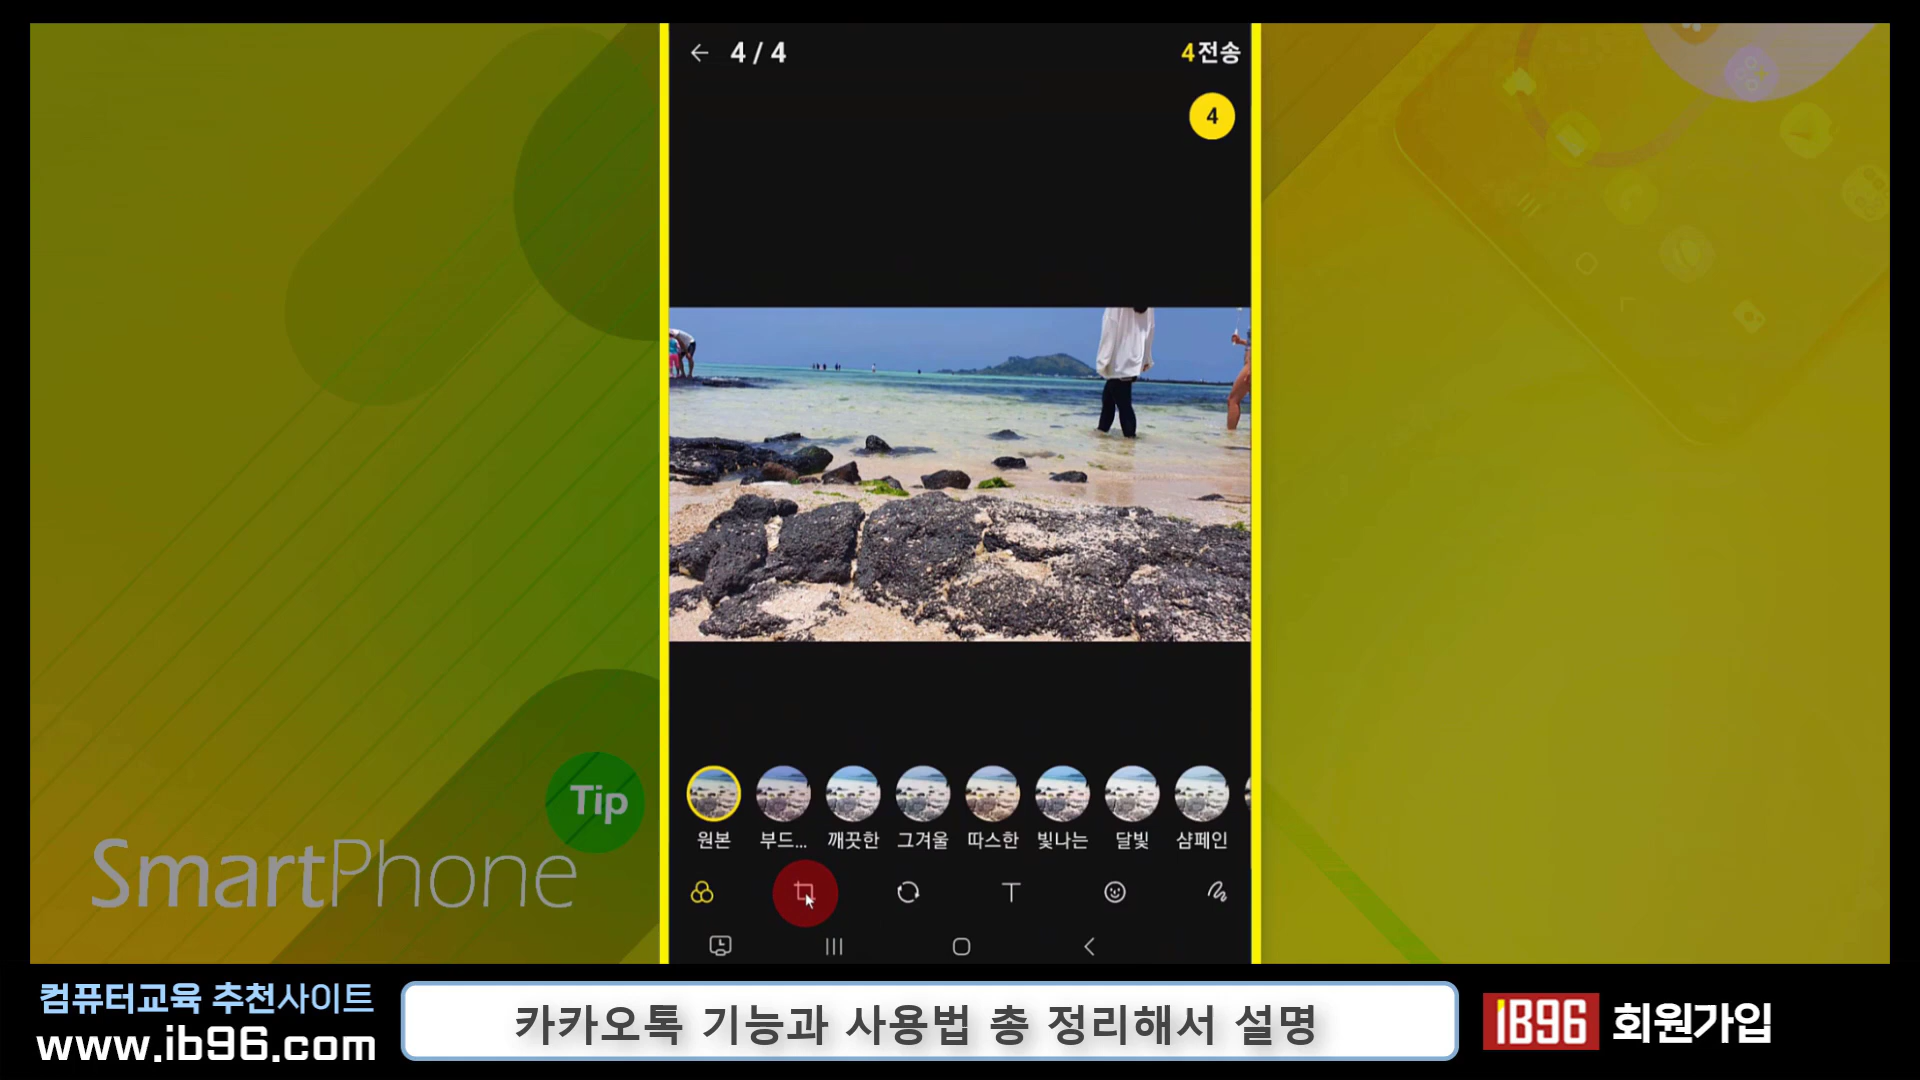 4 / 4
4전송
4
원본
부드...
깨끗한
그겨울
따스한
빛나는
달빛
샴페인
T
Tip
SmartPhone
컴퓨터교육 추천사이트
www.ib96.com
카카오톡 기능과 사용법 총 정리해서 설명
IB96 회원가입